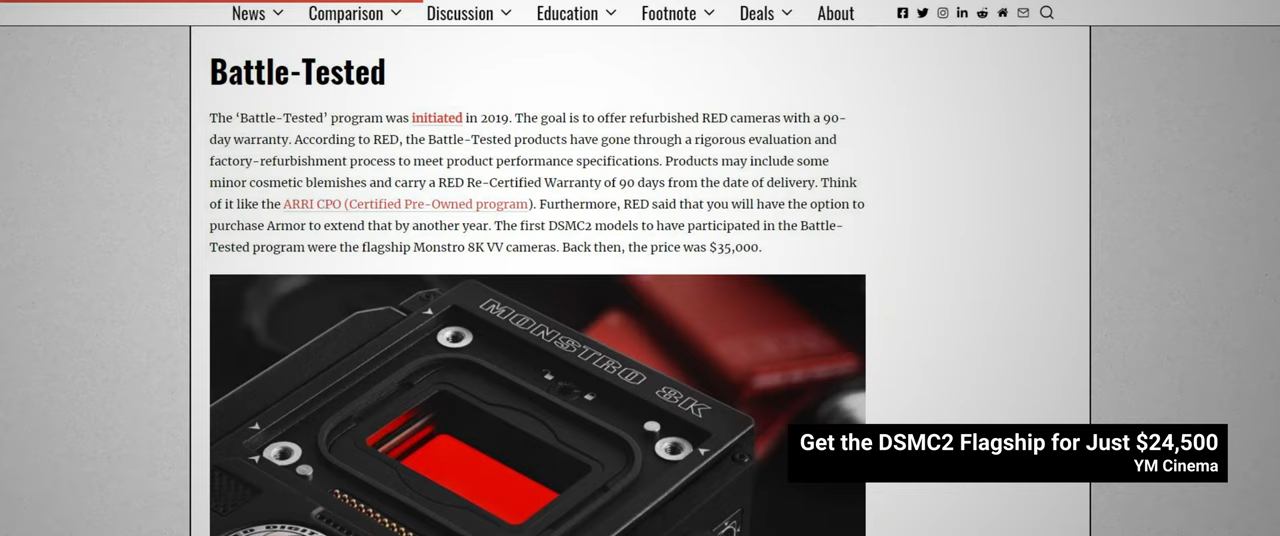 News Comparison Discussion Education Footnote Deals About
Battle-Tested
The ‘Battle-Tested’ program was initiated in 2019. The goal is to offer refurbished RED cameras with a 90-
day warranty. According to RED, the Battle-Tested products have gone through a rigorous evaluation and
factory-refurbishment process to meet product performance specifications. Products may include some
minor cosmetic blemishes and carry a RED Re-Certified Warranty of 90 days from the date of delivery. Think
of it like the ARRI CPO (Certified Pre-Owned program). Furthermore, RED said that you will have the option to
purchase Armor to extend that by another year. The first DSMC2 models to have participated in the Battle-
Tested program were the flagship Monstro 8K VV cameras. Back then, the price was $35,000.
MONSTRO 8K
Get the DSMC2 Flagship for Just $24,500
YM Cinema